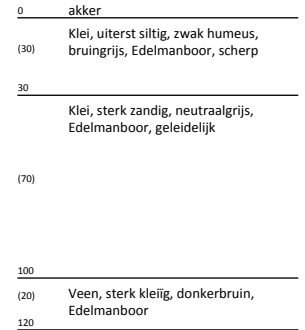 0 akker
Klei, uiterst siltig, zwak humeus,
(30) bruingrijs, Edelmanboor, scherp
30
Klei, sterk zandig, neutraalgrijs,
Edelmanboor, geleidelijk
(70)
100
(20) Veen, sterk kleiïg, donkerbruin,
Edelmanboor
120